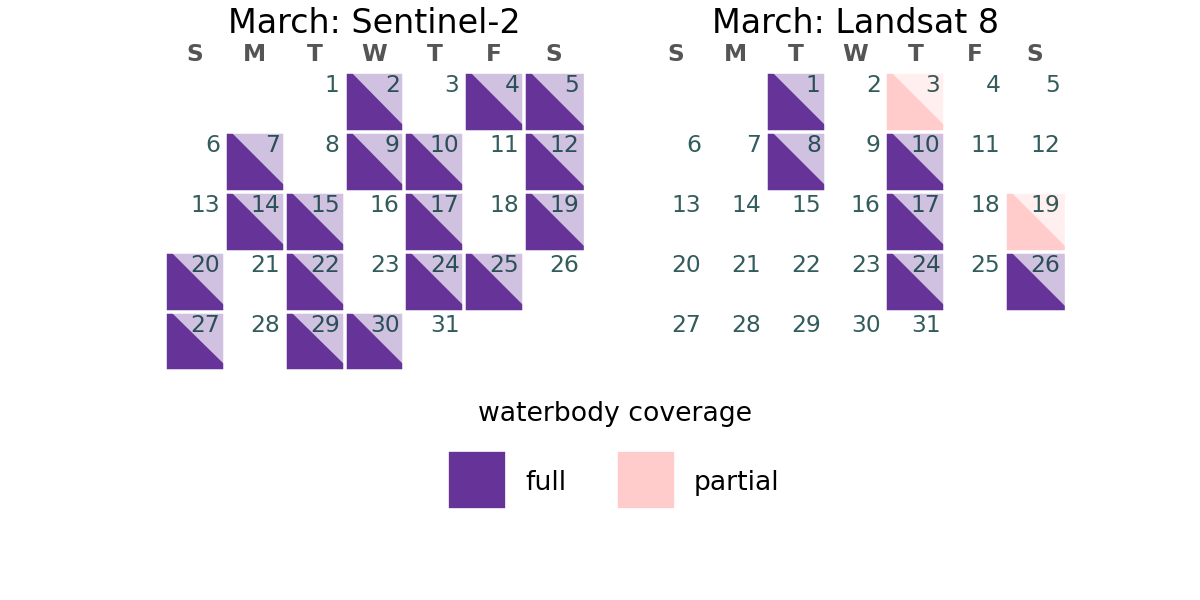 March: Sentinel-2
S M T W T F S
1 2 3 4 5
6 7 8 9 10 11 12
13 14 15 16 17 18 19
20 21 22 23 24 25 26
27 28 29 30 31
March: Landsat 8
S M T W T F S
1 2 3 4 5
6 7 8 9 10 11 12
13 14 15 16 17 18 19
20 21 22 23 24 25 26
27 28 29 30 31
waterbody coverage
full
partial